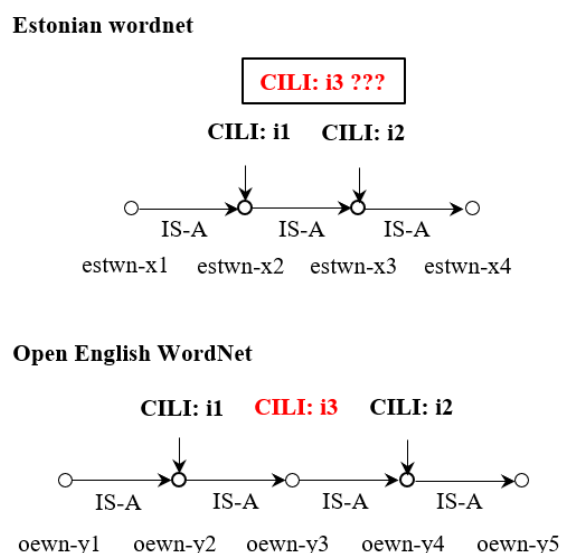 Estonian wordnet
CILI: i3 ???
CILI: i1 CILI: i2
IS-A IS-A IS-A
estwn-x1 estwn-x2 estwn-x3 estwn-x4
Open English WordNet
CILI: i1 CILI: i3 CILI: i2
IS-A IS-A IS-A IS-A
oewn-y1 oewn-y2 oewn-y3 oewn-y4 oewn-y5